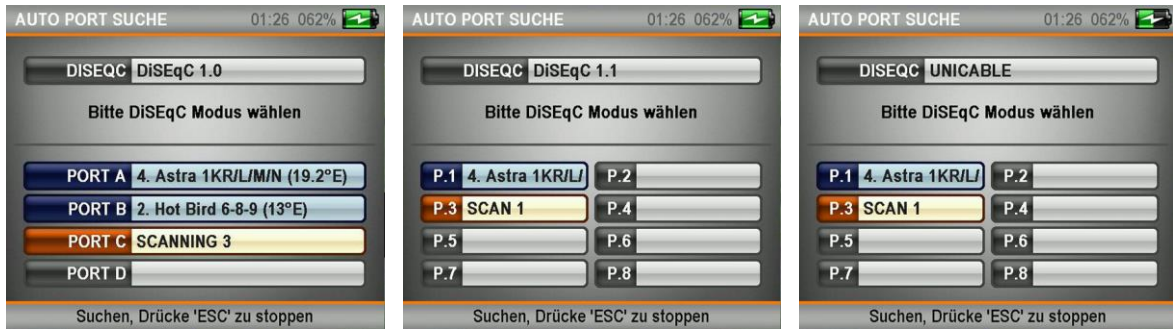 AUTO PORT SUCHE 01:26 062%
DISEQC DiSEqC 1.0
Bitte DiSEqC Modus wählen
PORT A 4. Astra 1KR/L/M/N (19.2°E)
PORT B 2. Hot Bird 6-8-9 (13°E)
PORT C SCANNING 3
PORT D
Suchen, Drücke 'ESC' zu stoppen
AUTO PORT SUCHE 01:26 062%
DISEQC DiSEqC 1.1
Bitte DiSEqC Modus wählen
P.1 4. Astra 1KR/L/ P.2
P.3 SCAN 1 P.4
P.5 P.6
P.7 P.8
Suchen, Drücke 'ESC' zu stoppen
AUTO PORT SUCHE 01:26 062%
DISEQC UNICABLE
Bitte DiSEqC Modus wählen
P.1 4. Astra 1KR/L/ P.2
P.3 SCAN 1 P.4
P.5 P.6
P.7 P.8
Suchen, Drücke 'ESC' zu stoppen